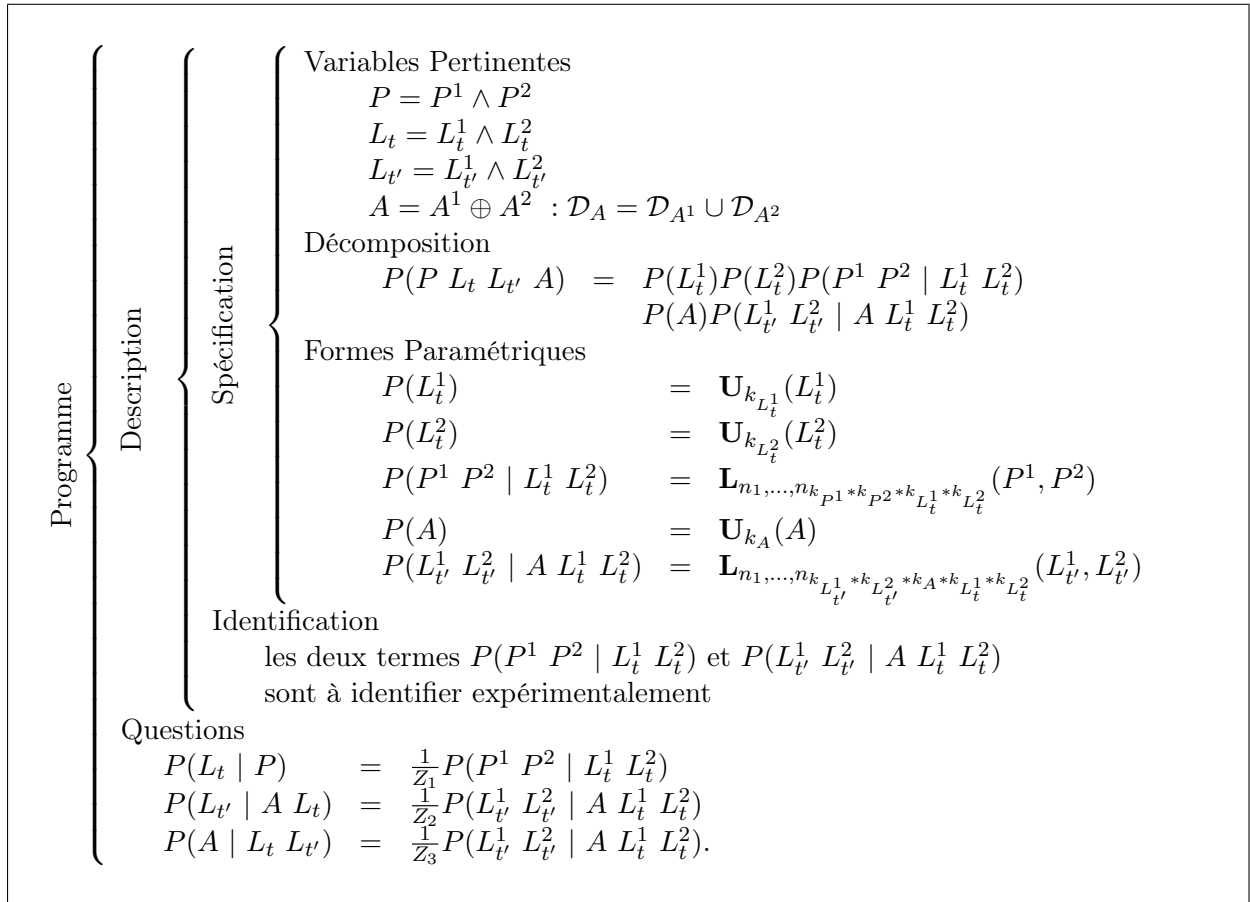 Programme
Description
Spécification
Variables Pertinentes
P = P^1 ∧ P^2
L_t = L_t^1 ∧ L_t^2
L_{t'} = L_{t'}^1 ∧ L_{t'}^2
A = A^1 ⊕ A^2 : 𝒟_A = 𝒟_{A^1} ∪ 𝒟_{A^2}
Décomposition
P(P L_t L_{t'} A) = P(L_t^1)P(L_t^2)P(P^1 P^2 | L_t^1 L_t^2)
P(A)P(L_{t'}^1 L_{t'}^2 | A L_t^1 L_t^2)
Formes Paramétriques
P(L_t^1) = U_{k_{L_t^1}}(L_t^1)
P(L_t^2) = U_{k_{L_t^2}}(L_t^2)
P(P^1 P^2 | L_t^1 L_t^2) = L_{n_1,...,n_{k_{P^1}*k_{P^2}*k_{L_t^1}*k_{L_t^2}}}(P^1, P^2)
P(A) = U_{k_A}(A)
P(L_{t'}^1 L_{t'}^2 | A L_t^1 L_t^2) = L_{n_1,...,n_{k_{L_{t'}^1}*k_{L_{t'}^2}*k_A*k_{L_t^1}*k_{L_t^2}}}(L_{t'}^1, L_{t'}^2)
Identification
les deux termes P(P^1 P^2 | L_t^1 L_t^2) et P(L_{t'}^1 L_{t'}^2 | A L_t^1 L_t^2)
sont à identifier expérimentalement
Questions
P(L_t | P) = \frac{1}{Z_1}P(P^1 P^2 | L_t^1 L_t^2)
P(L_{t'} | A L_t) = \frac{1}{Z_2}P(L_{t'}^1 L_{t'}^2 | A L_t^1 L_t^2)
P(A | L_t L_{t'}) = \frac{1}{Z_3}P(L_{t'}^1 L_{t'}^2 | A L_t^1 L_t^2).